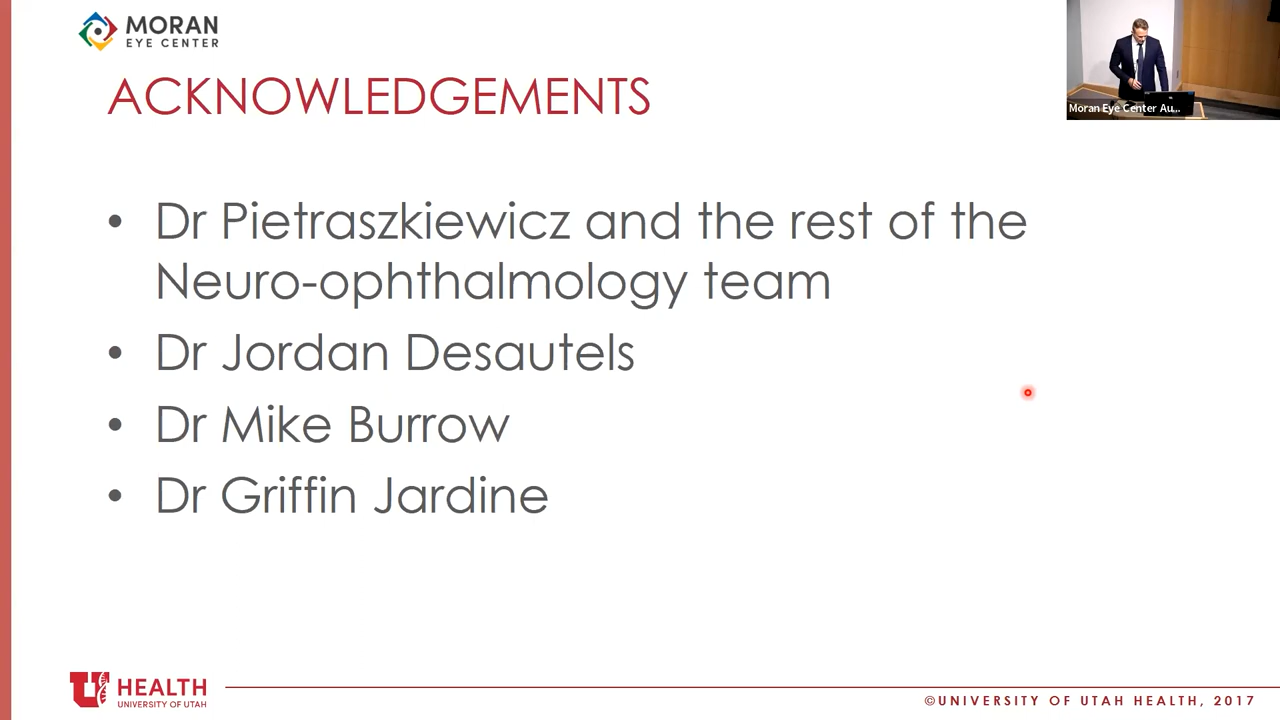 MORAN
EYE CENTER
Moran Eye Center Au...
ACKNOWLEDGEMENTS
• Dr Pietraszkiewicz and the rest of the
Neuro-ophthalmology team
• Dr Jordan Desautels
• Dr Mike Burrow
• Dr Griffin Jardine
U HEALTH
UNIVERSITY OF UTAH
©UNIVERSITY OF UTAH HEALTH, 2017